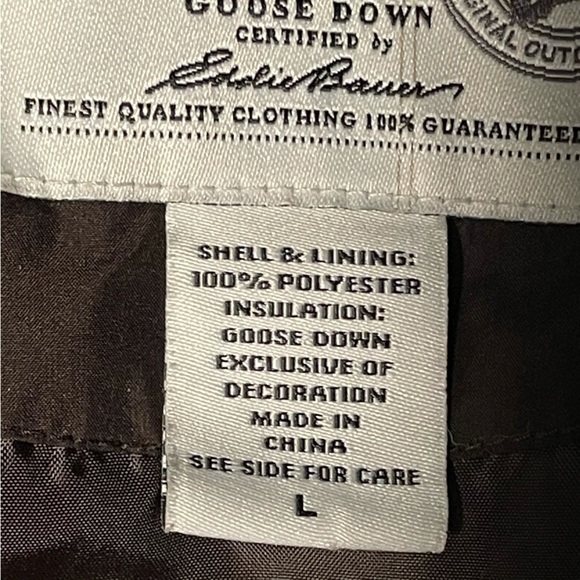 GOOSE DOWN
CERTIFIED by
Eddie Bauer
FINEST QUALITY CLOTHING 100% GUARANTEED
SHELL & LINING:
100% POLYESTER
INSULATION:
GOOSE DOWN
EXCLUSIVE OF
DECORATION
MADE IN
CHINA
SEE SIDE FOR CARE
L